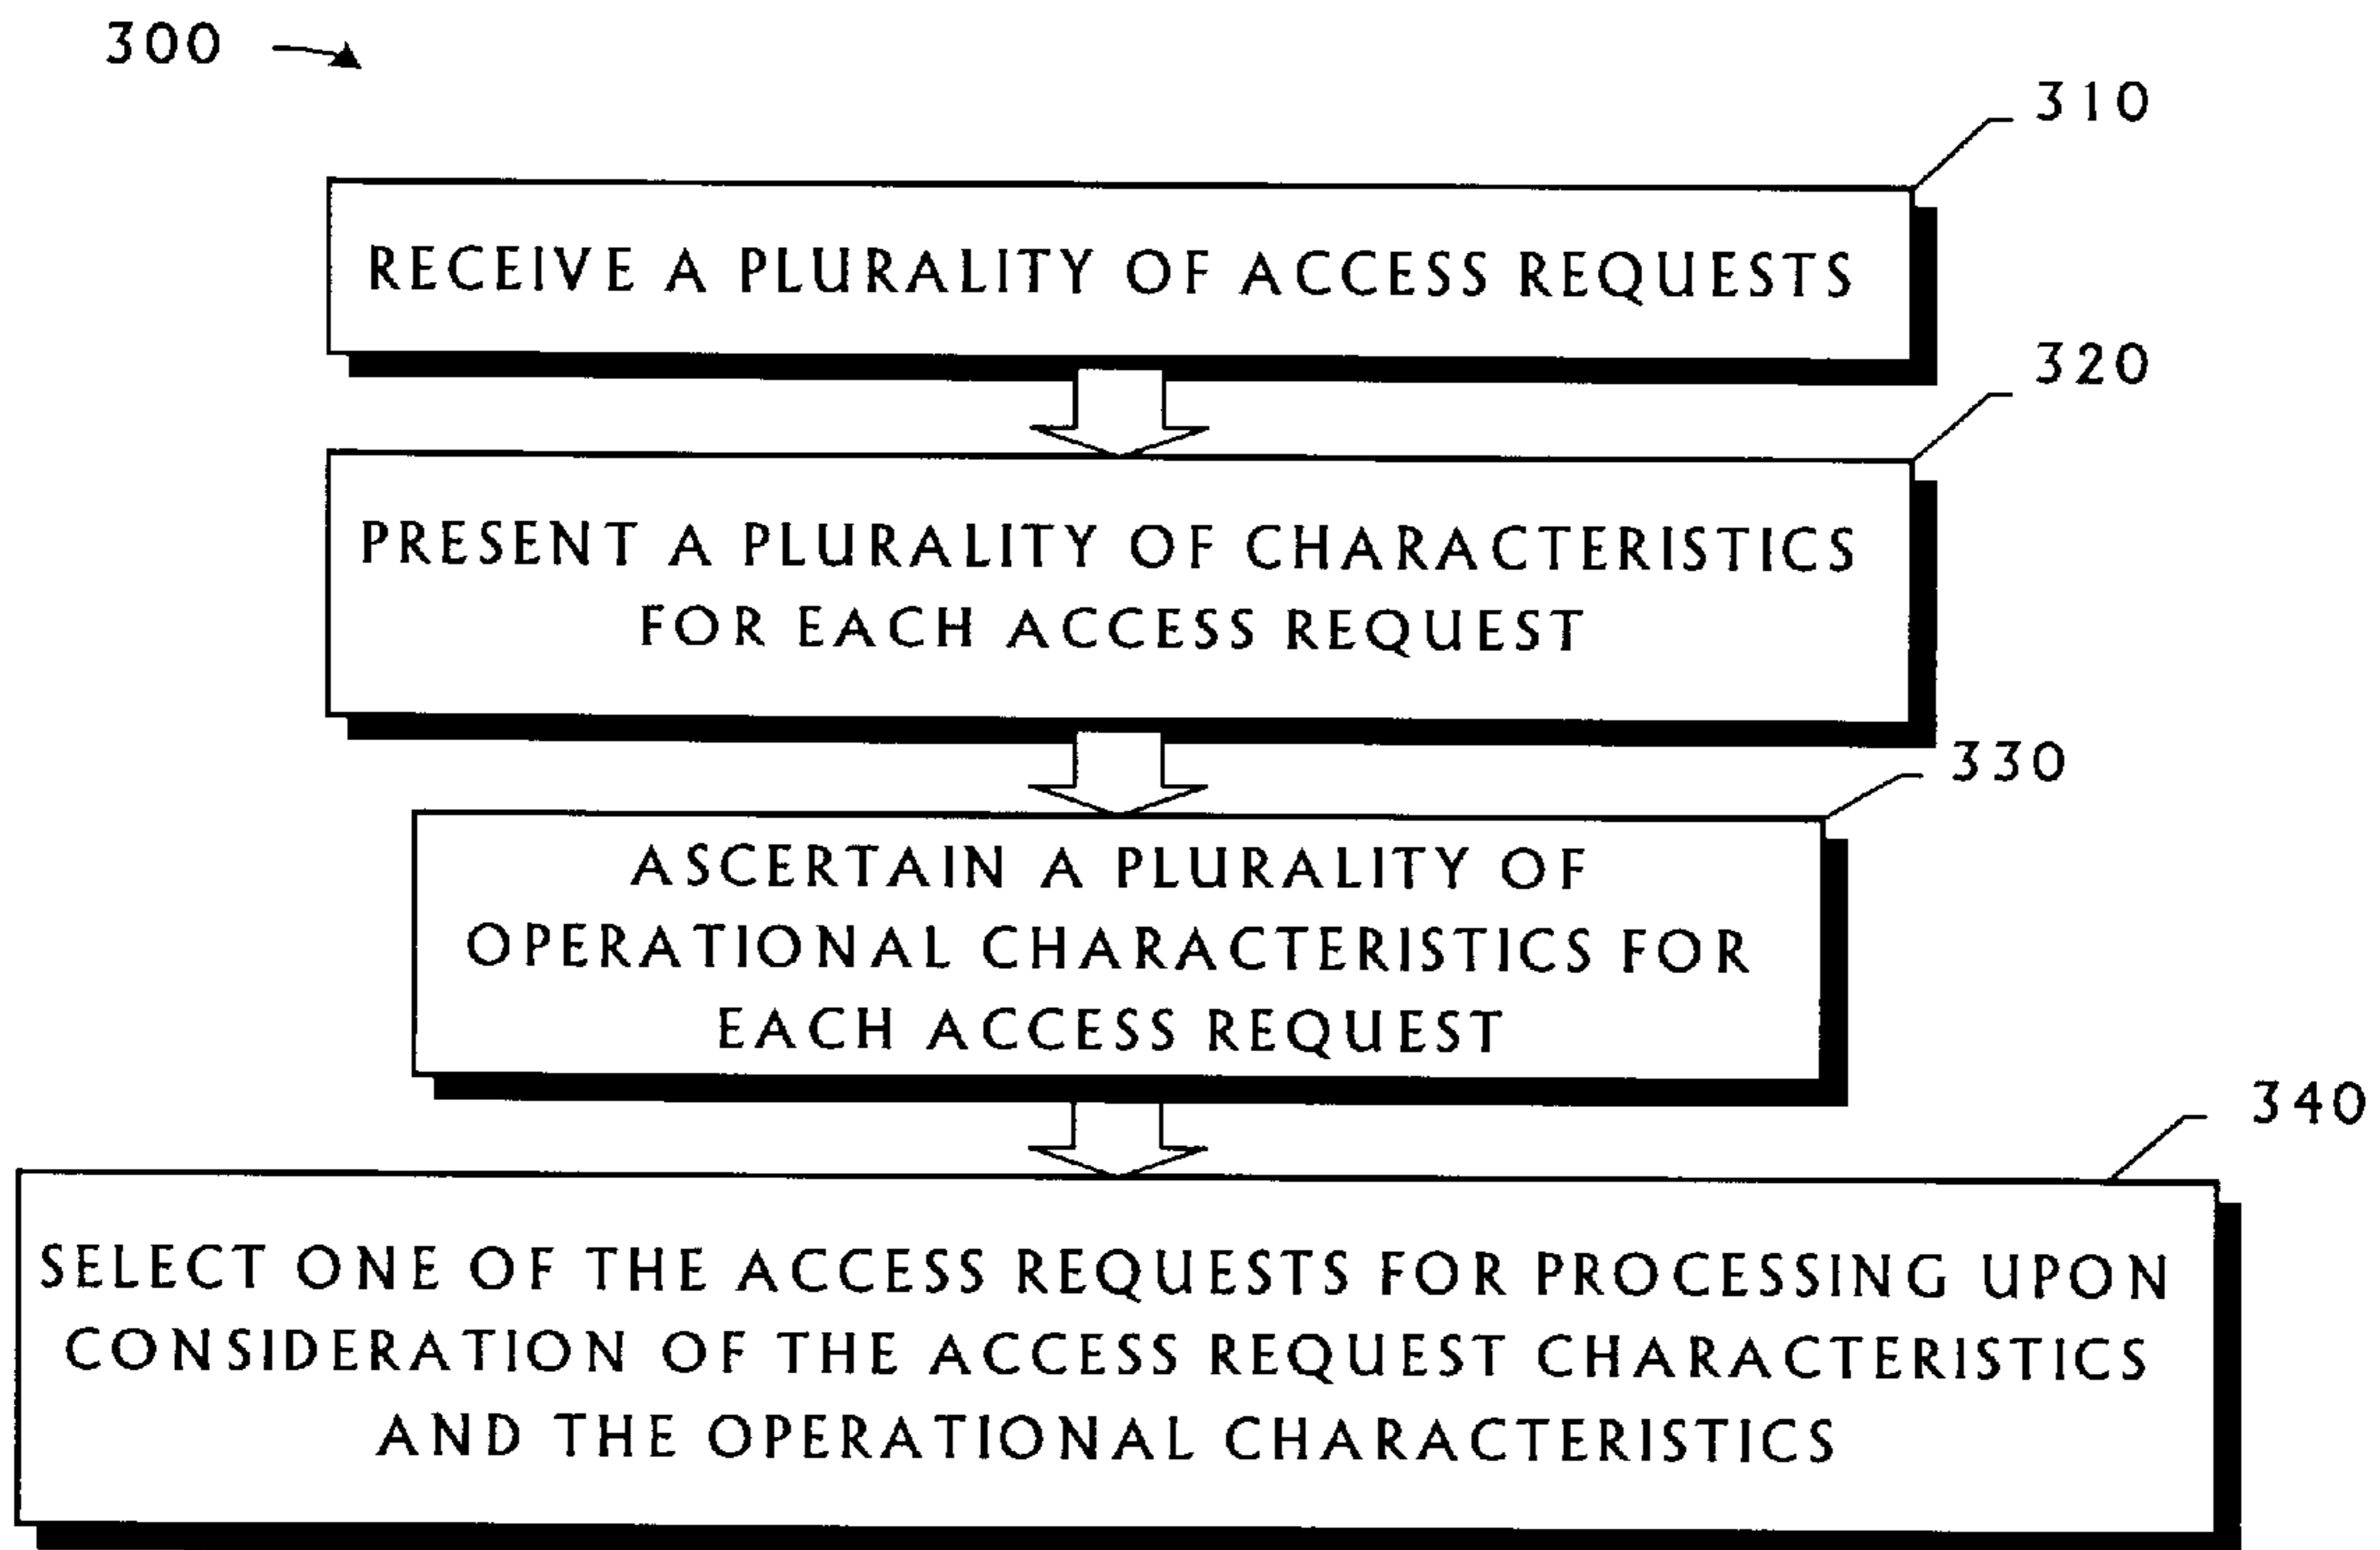 300
310
RECEIVE A PLURALITY OF ACCESS REQUESTS
320
PRESENT A PLURALITY OF CHARACTERISTICS
FOR EACH ACCESS REQUEST
330
ASCERTAIN A PLURALITY OF
OPERATIONAL CHARACTERISTICS FOR
EACH ACCESS REQUEST
340
SELECT ONE OF THE ACCESS REQUESTS FOR PROCESSING UPON
CONSIDERATION OF THE ACCESS REQUEST CHARACTERISTICS
AND THE OPERATIONAL CHARACTERISTICS